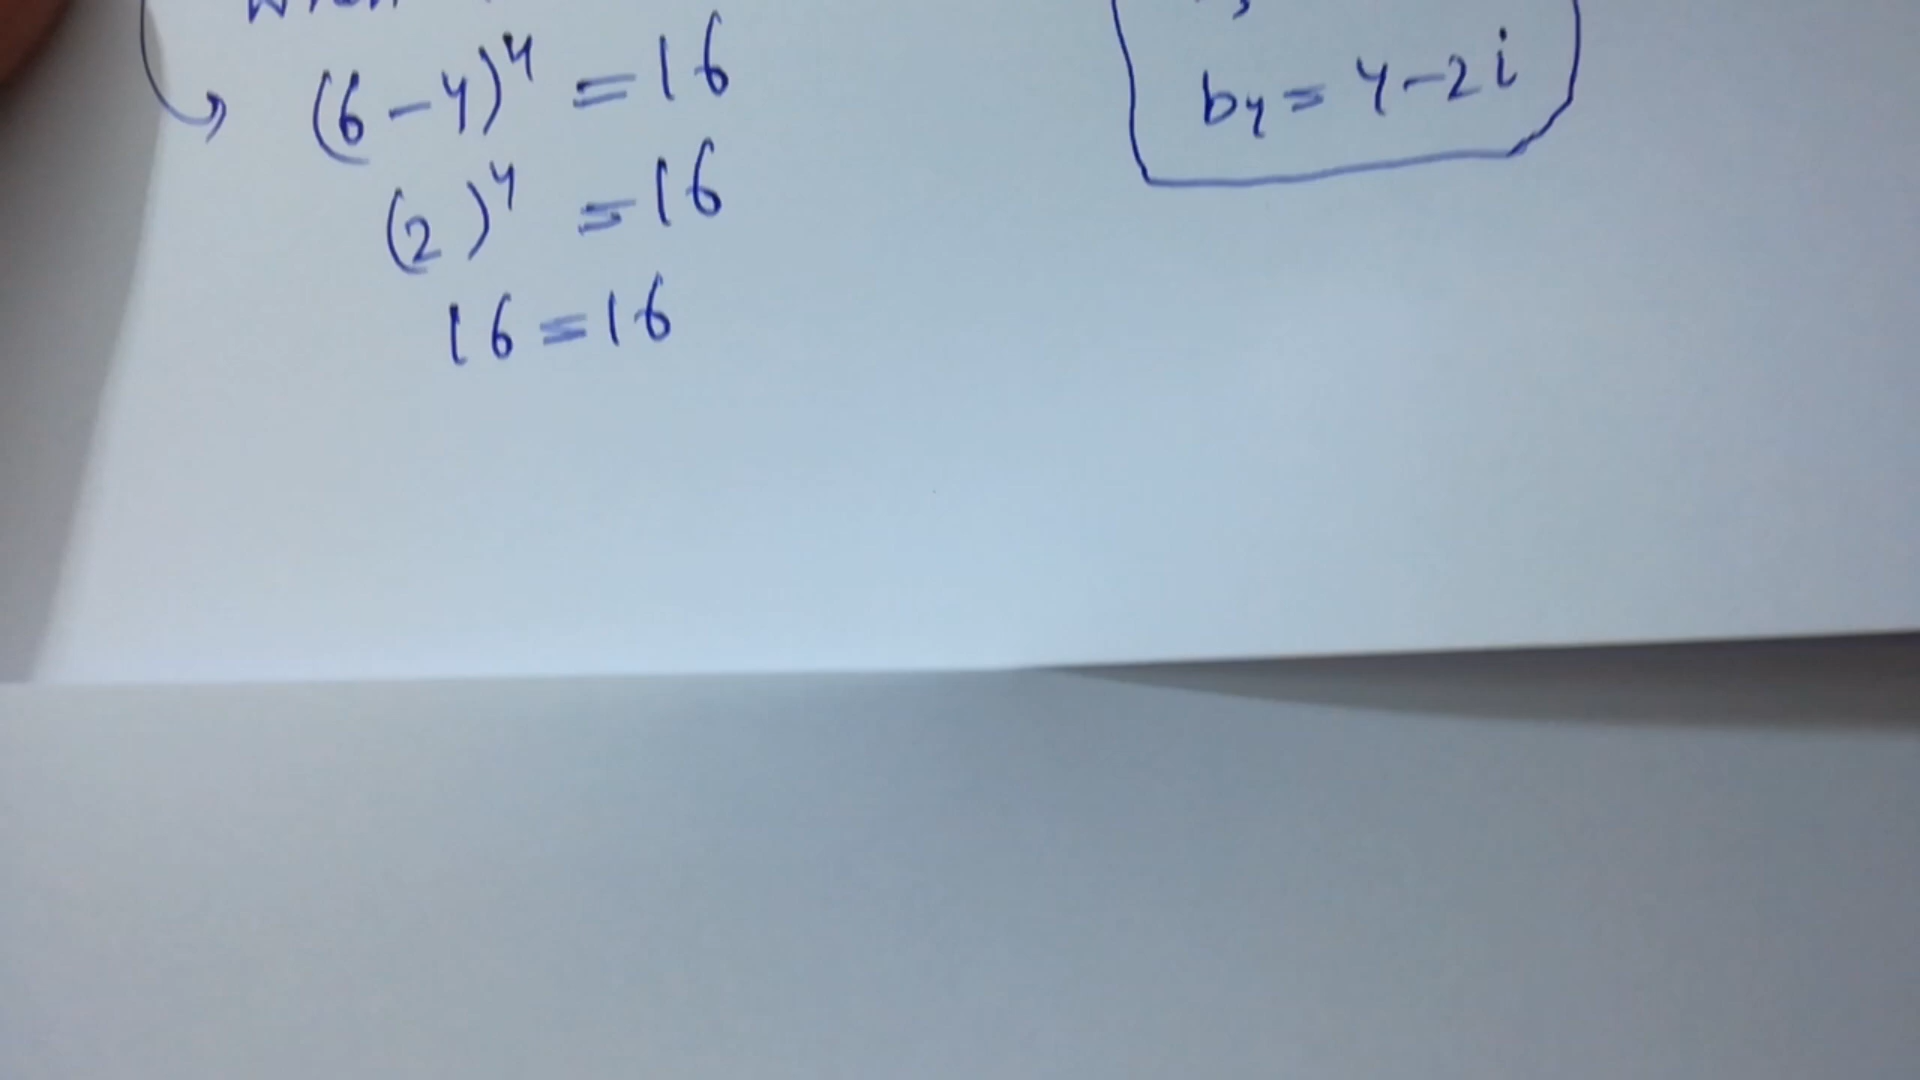 (6-4)⁴ = 16
(2)⁴ = 16
16 = 16
b₄ = 4-2i